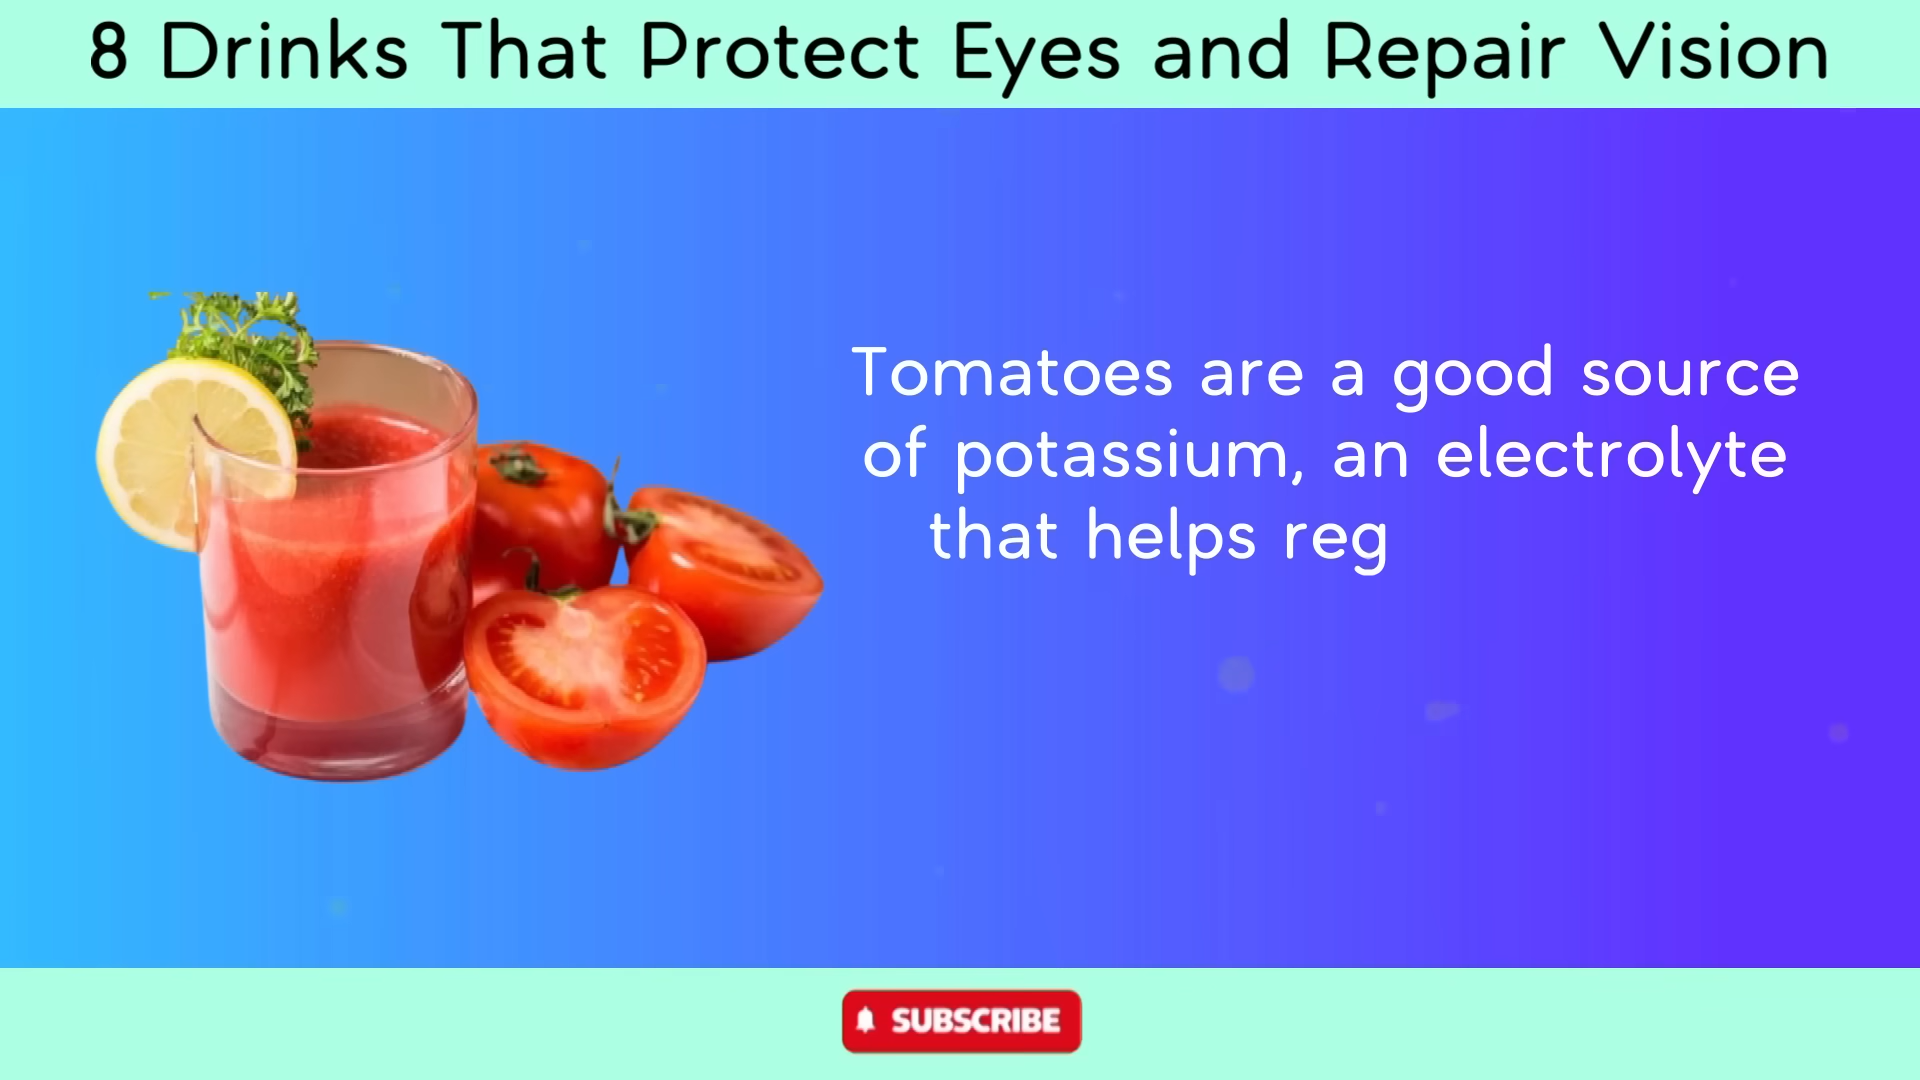 8 Drinks That Protect Eyes and Repair Vision
Tomatoes are a good source
of potassium, an electrolyte
that helps reg
SUBSCRIBE